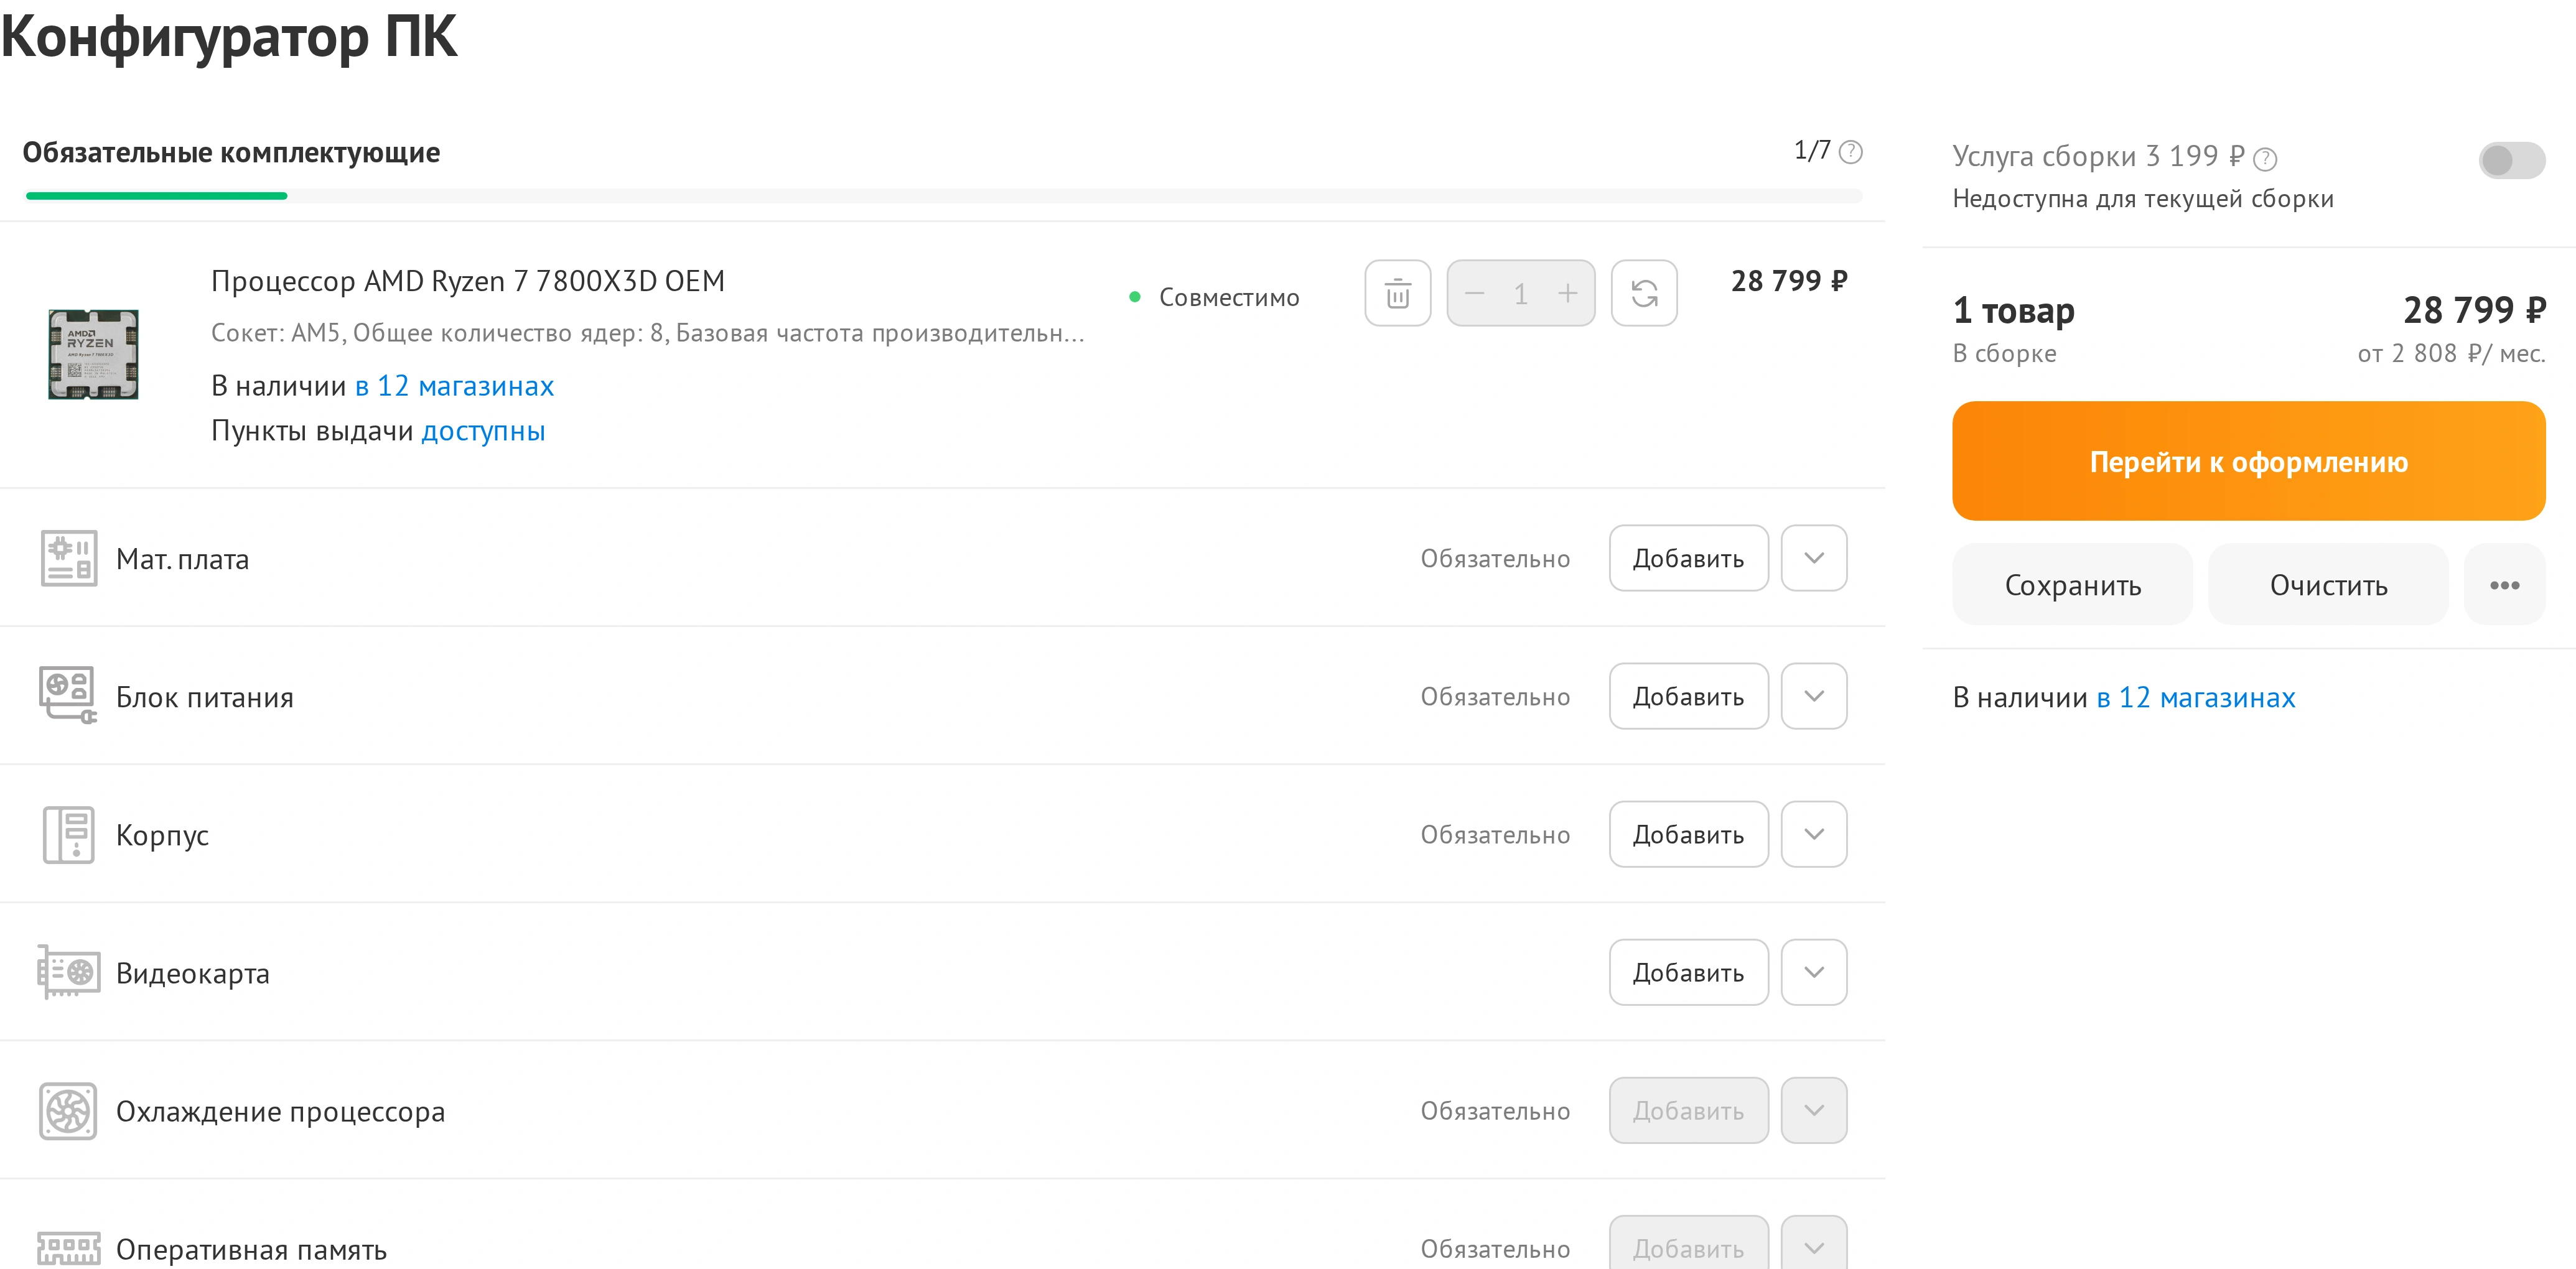 Конфигуратор ПК
Обязательные комплектующие
1/7
Процессор AMD Ryzen 7 7800X3D OEM
Сокет: AM5, Общее количество ядер: 8, Базовая частота производительн...
В наличии в 12 магазинах
Пункты выдачи доступны
Совместимо
1
28 799 ₽
AMD
RYZEN
Мат. плата
Обязательно
Добавить
Блок питания
Обязательно
Добавить
Корпус
Обязательно
Добавить
Видеокарта
Добавить
Охлаждение процессора
Обязательно
Добавить
Оперативная память
Обязательно
Добавить
Услуга сборки 3 199 ₽
Недоступна для текущей сборки
1 товар
28 799 ₽
В сборке
от 2 808 ₽/ мес.
Перейти к оформлению
Сохранить
Очистить
В наличии в 12 магазинах